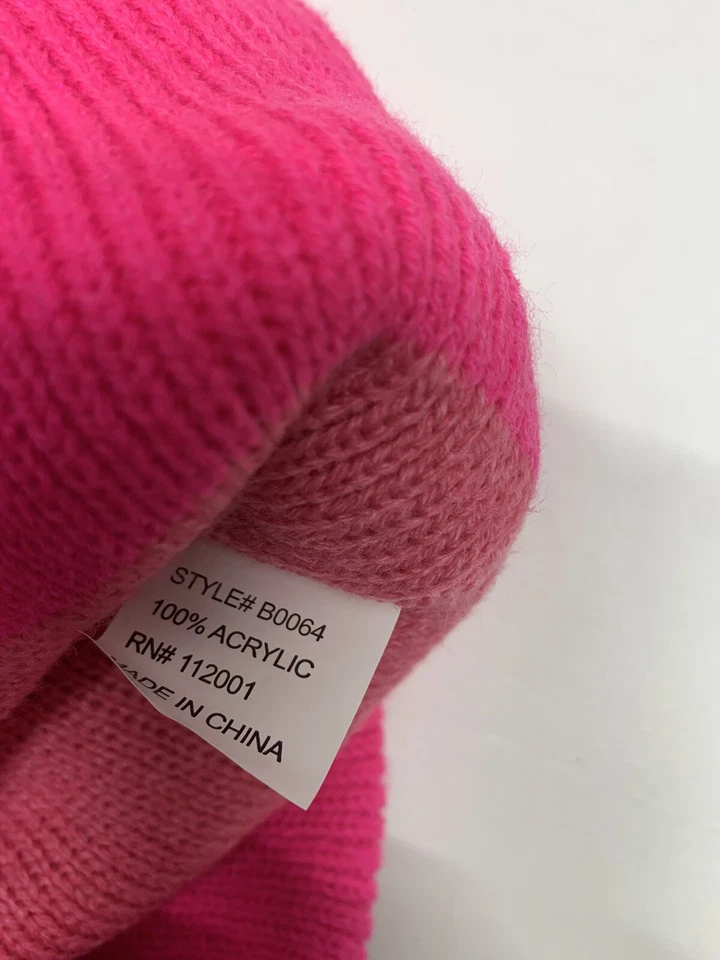 STYLE# B0064
100% ACRYLIC
RN# 112001
MADE IN CHINA